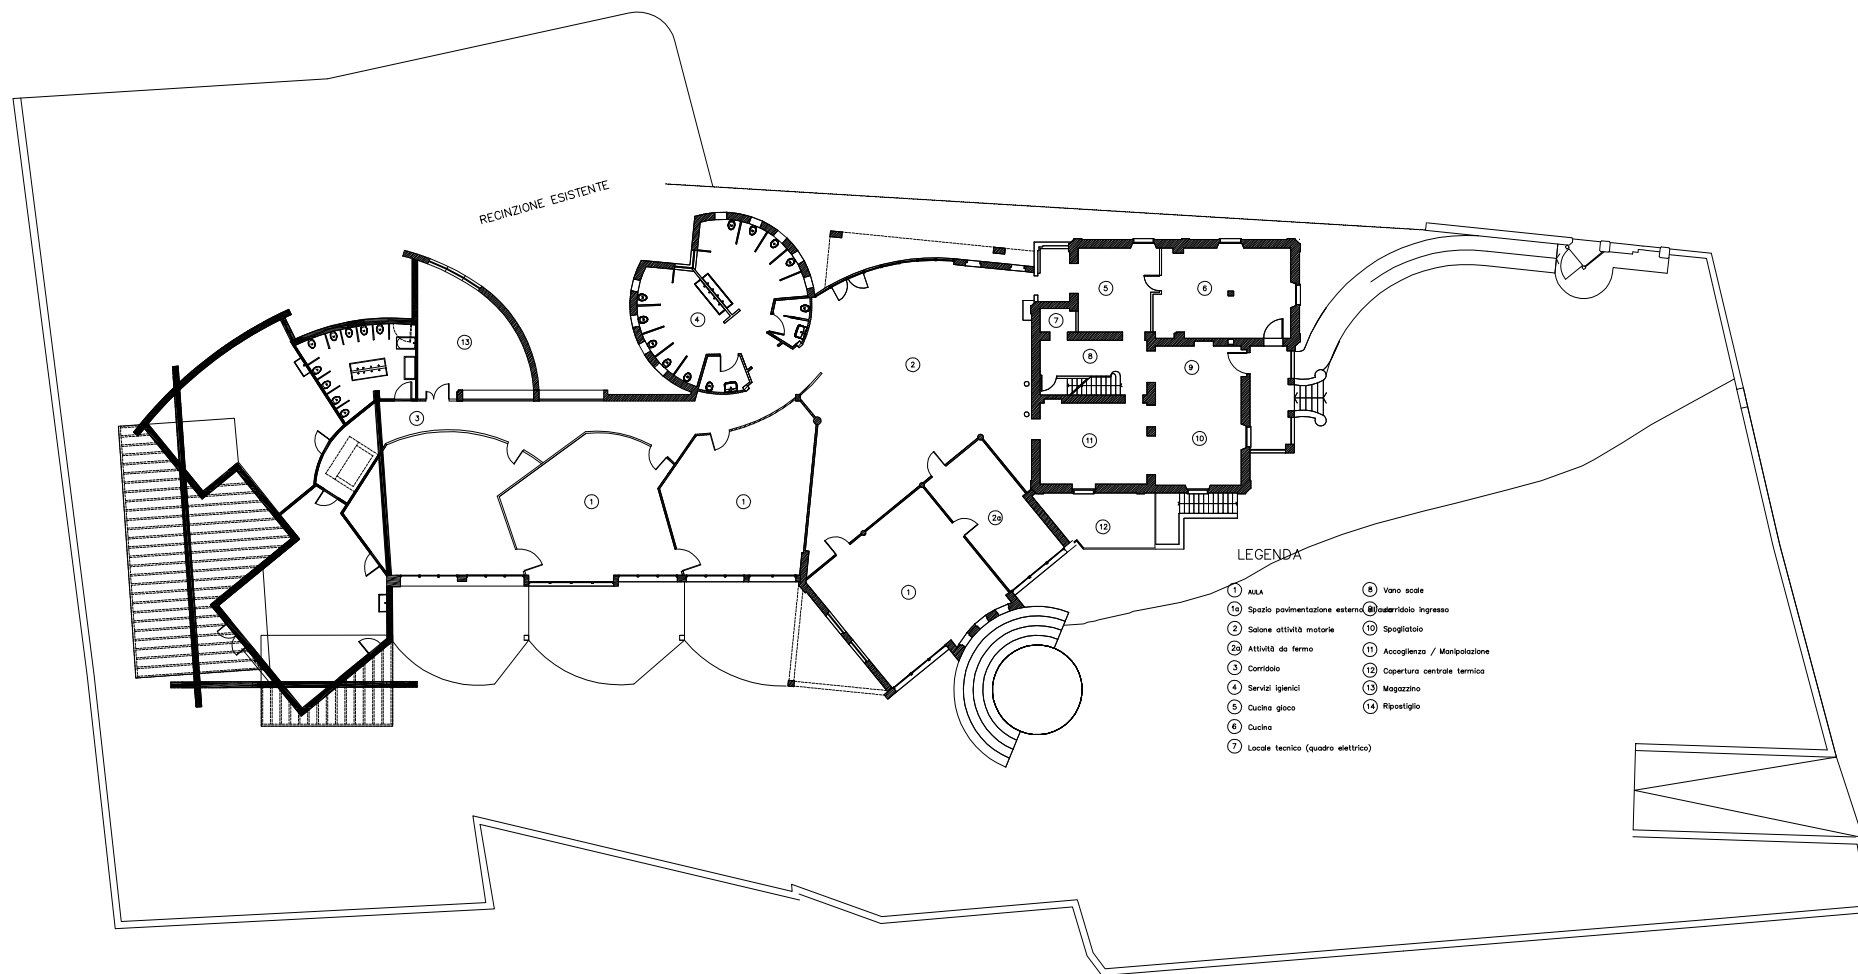 RECINZIONE ESISTENTE
4
13
2
5
6
7
8
9
3
11
10
1
1
2a
12
1
LEGENDA
1 AULA
1a Spazio pavimentazione esterno
2 Salone attività motorie
2a Attività da fermo
3 Corridoio
4 Servizi igienici
5 Cucina gioco
6 Cucina
7 Locale tecnico (quadro elettrico)
8 Vano scale
corridoio ingresso
10 Spogliatoio
11 Accoglienza / Manipolazione
12 Copertura centrale termica
13 Magazzino
14 Ripostiglio